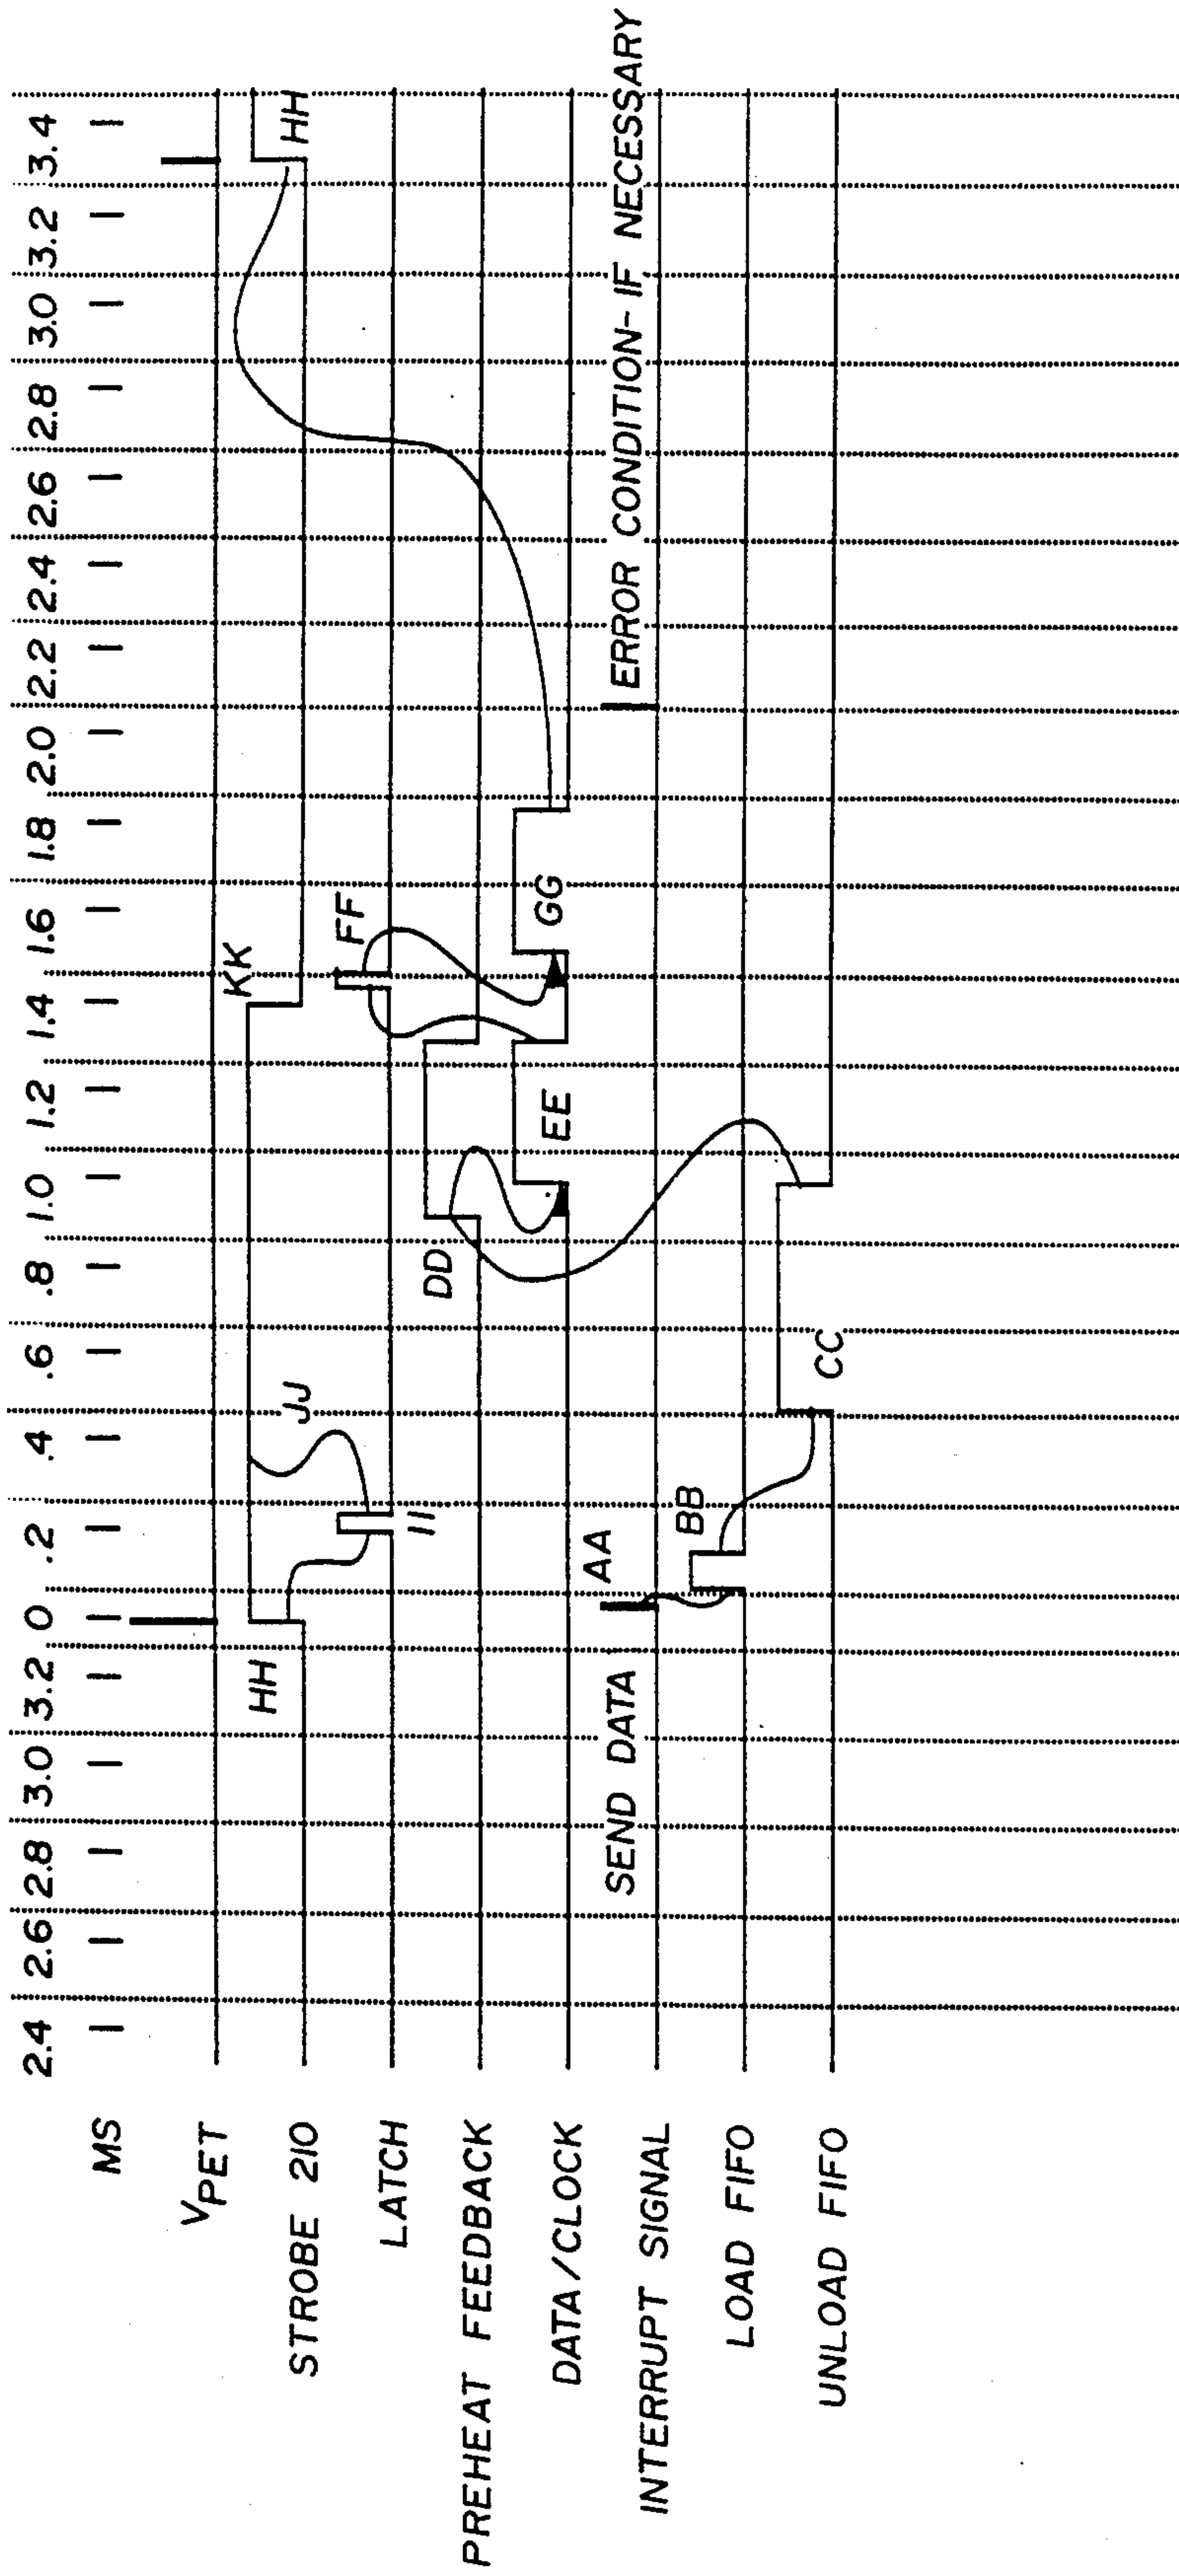 MS 2.4 2.6 2.8 3.0 3.2 0 .2 .4 .6 .8 1.0 1.2 1.4 1.6 1.8 2.0 2.2 2.4 2.6 2.8 3.0 3.2 3.4
VPET
STROBE 210 HH JJ KK HH
LATCH II FF
PREHEAT FEEDBACK DD
DATA/CLOCK EE GG
INTERRUPT SIGNAL SEND DATA AA ERROR CONDITION-IF NECESSARY
LOAD FIFO BB
UNLOAD FIFO CC